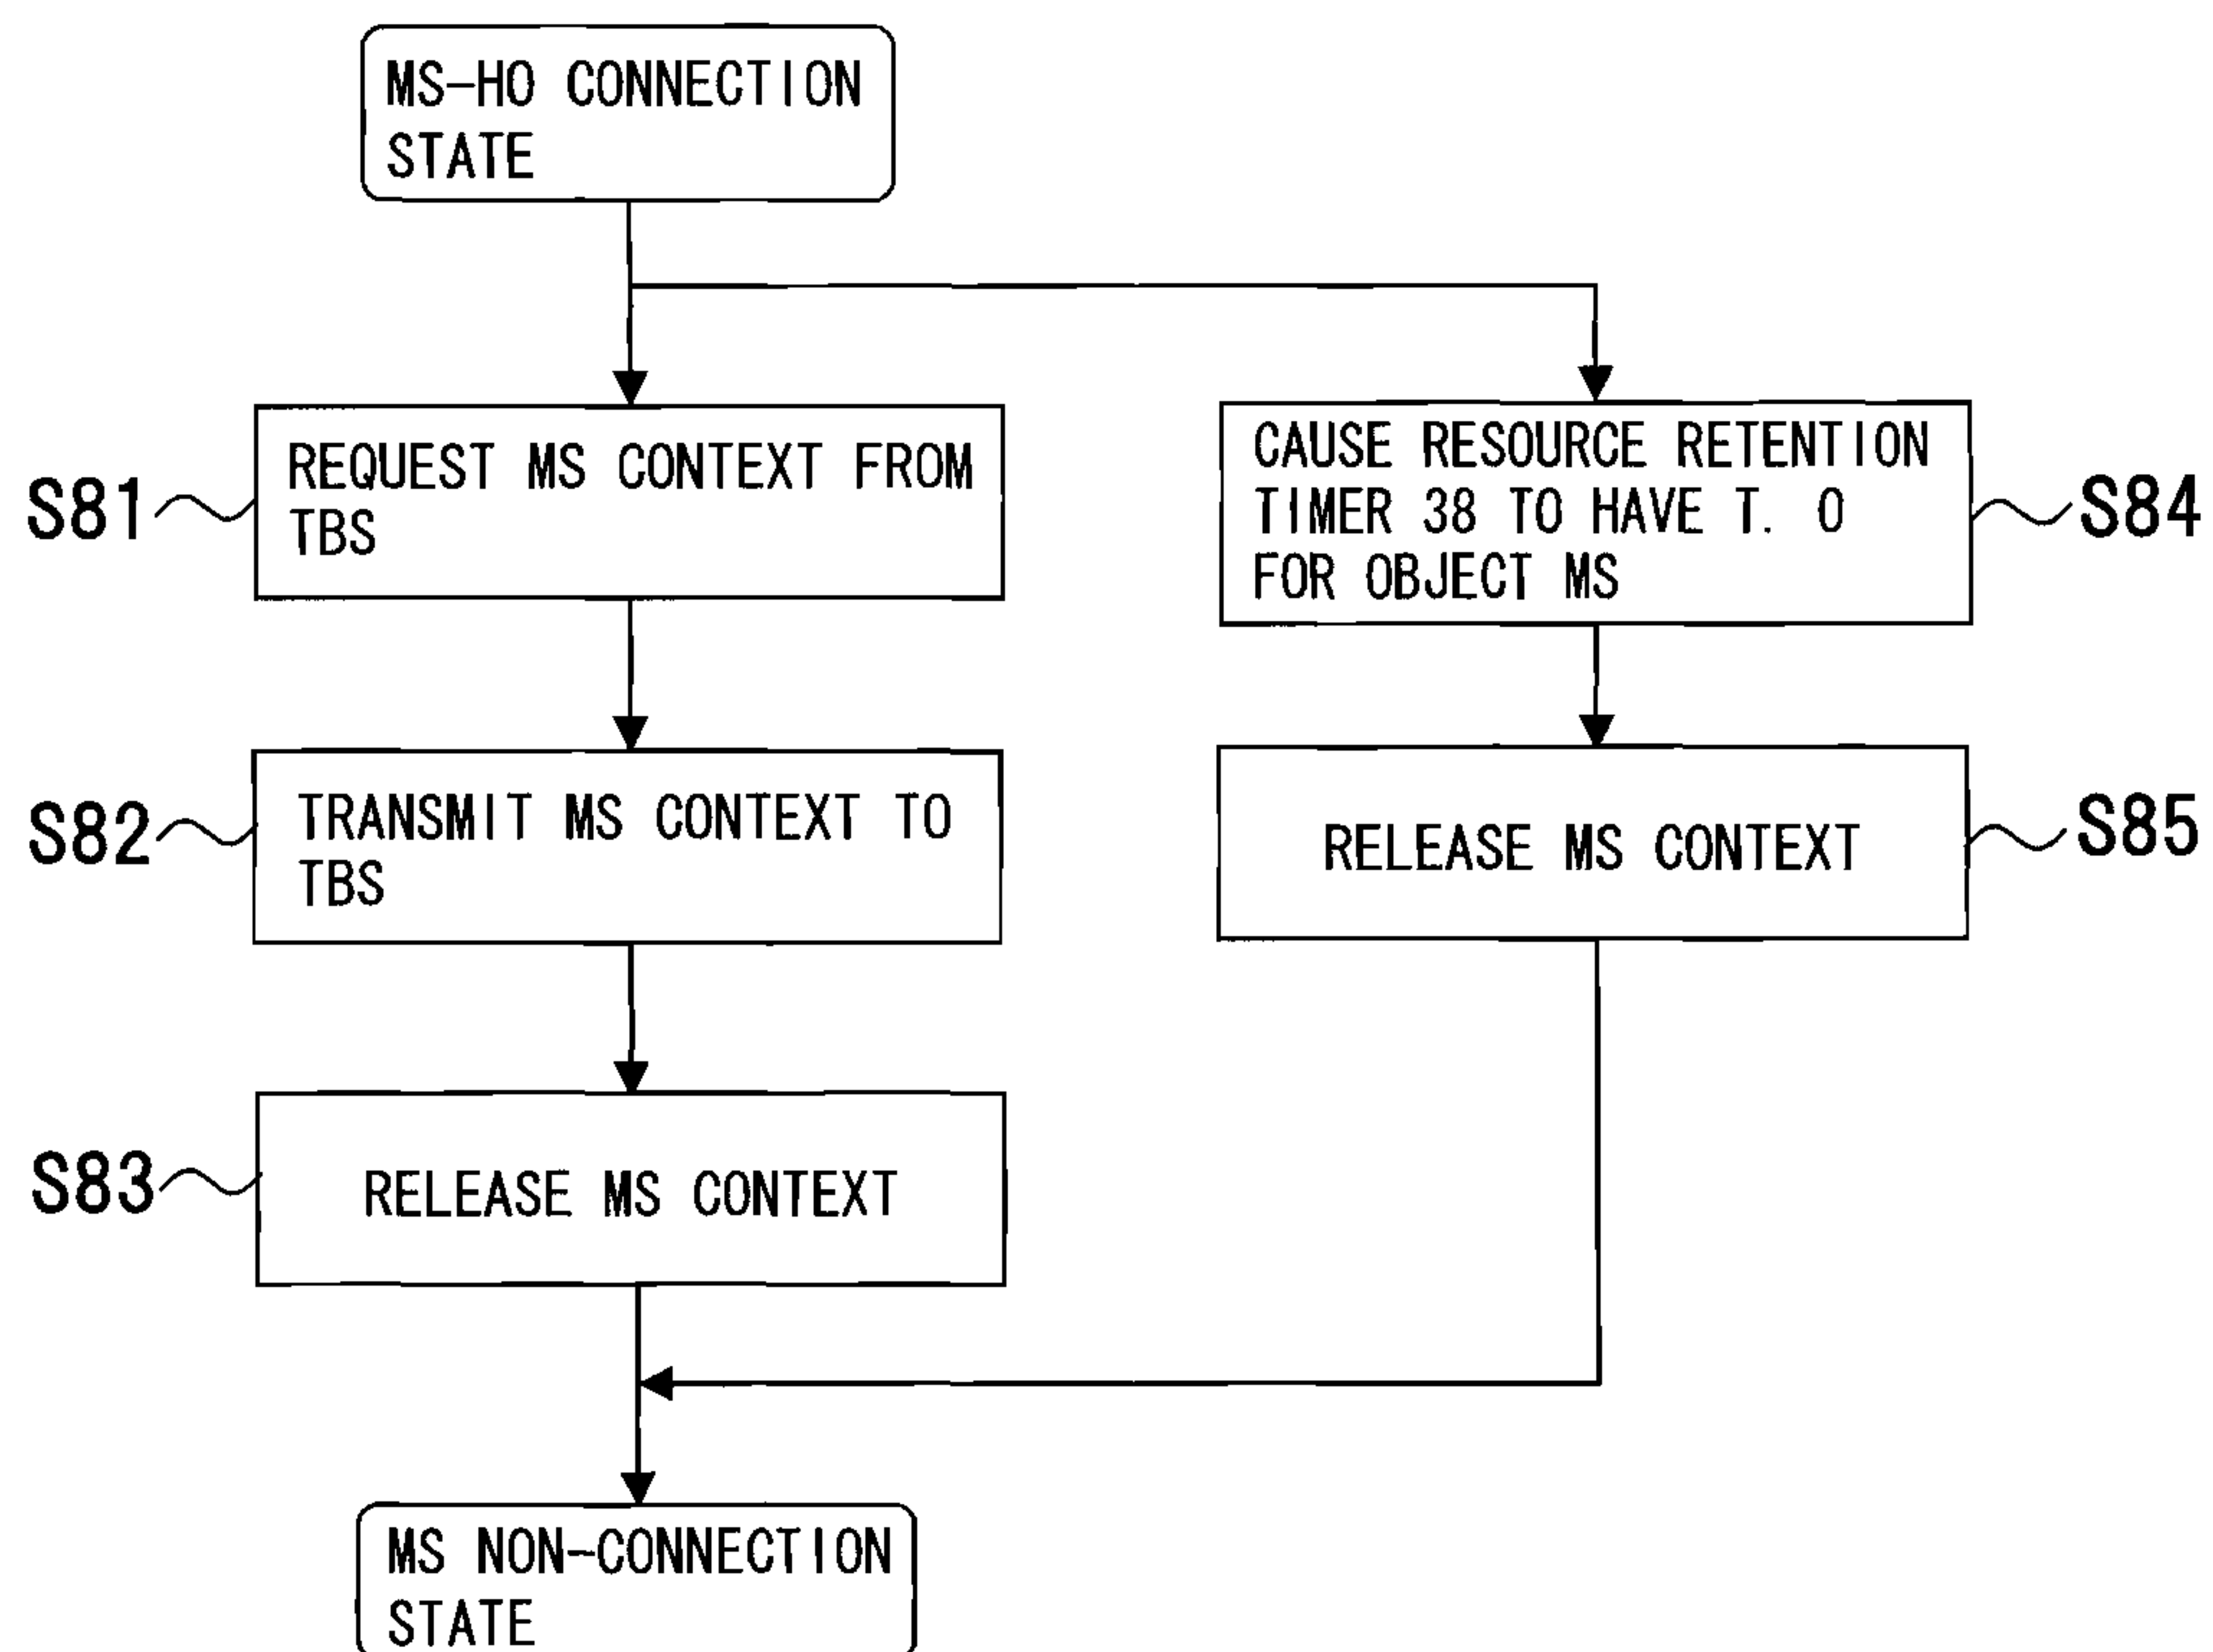 MS-HO CONNECTION
STATE
S81
REQUEST MS CONTEXT FROM
TBS
CAUSE RESOURCE RETENTION
TIMER 38 TO HAVE T. O
FOR OBJECT MS
S84
S82
TRANSMIT MS CONTEXT TO
TBS
RELEASE MS CONTEXT
S85
S83
RELEASE MS CONTEXT
MS NON-CONNECTION
STATE